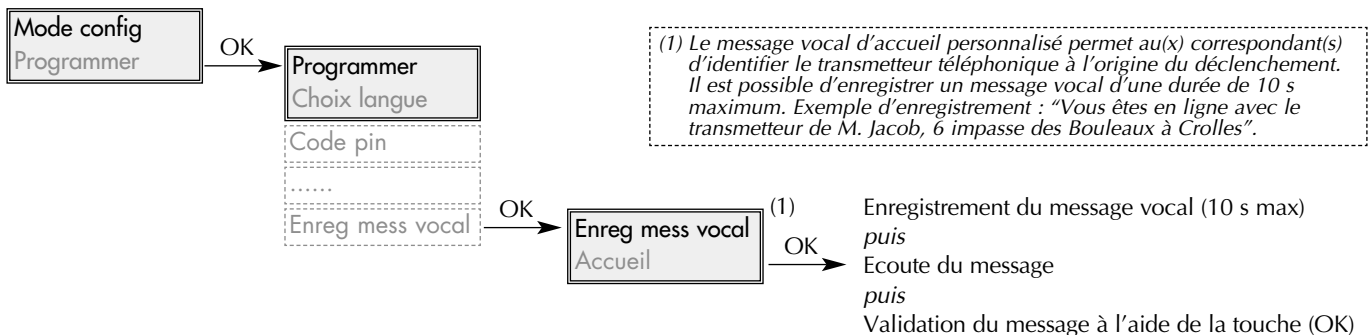 Mode config
Programmer
OK
Programmer
Choix langue
Code pin
......
Enreg mess vocal
OK
Enreg mess vocal
Accueil
(1)
OK
(1) Le message vocal d’accueil personnalisé permet au(x) correspondant(s)
d’identifier le transmetteur téléphonique à l’origine du déclenchement.
Il est possible d’enregistrer un message vocal d’une durée de 10 s
maximum. Exemple d’enregistrement : “Vous êtes en ligne avec le
transmetteur de M. Jacob, 6 impasse des Bouleaux à Crolles”.
Enregistrement du message vocal (10 s max)
puis
Ecoute du message
puis
Validation du message à l’aide de la touche (OK)